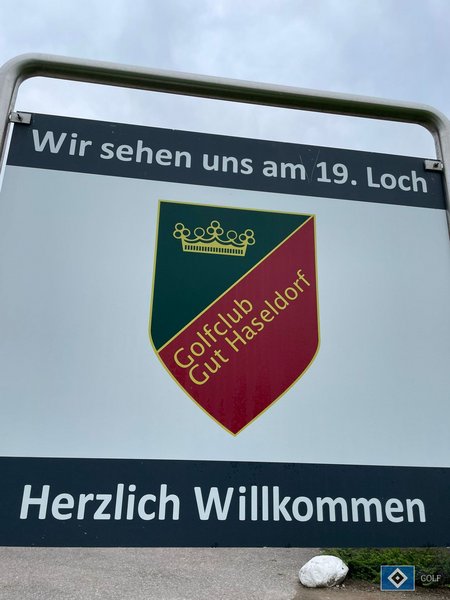 Wir sehen uns am 19. Loch
Golfclub
Gut Haseldorf
Herzlich Willkommen
GOLF